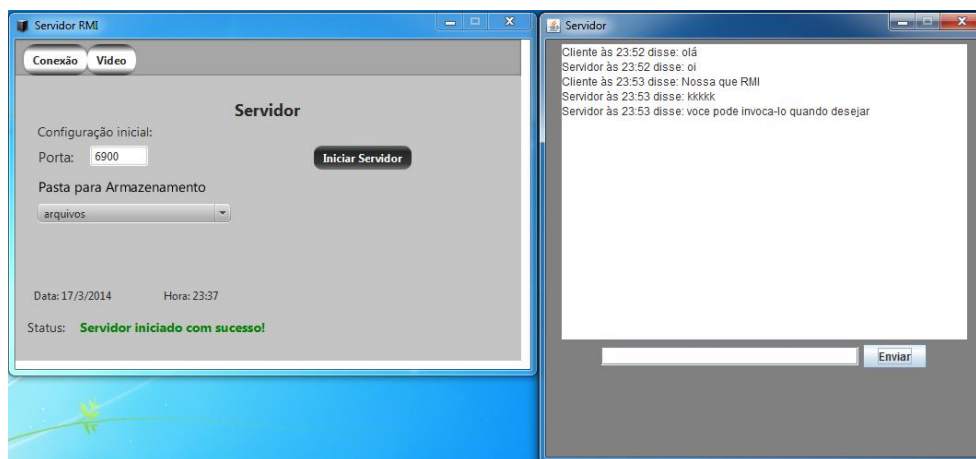 Servidor RMI
Conexão Video
Servidor
Configuração inicial:
Porta: 6900
Iniciar Servidor
Pasta para Armazenamento
arquivos
Data: 17/3/2014 Hora: 23:37
Status: Servidor iniciado com sucesso!
Servidor
Cliente às 23:52 disse: olá
Servidor às 23:52 disse: oi
Cliente às 23:53 disse: Nossa que RMI
Servidor às 23:53 disse: kkkkk
Servidor às 23:53 disse: voce pode invoca-lo quando desejar
Enviar